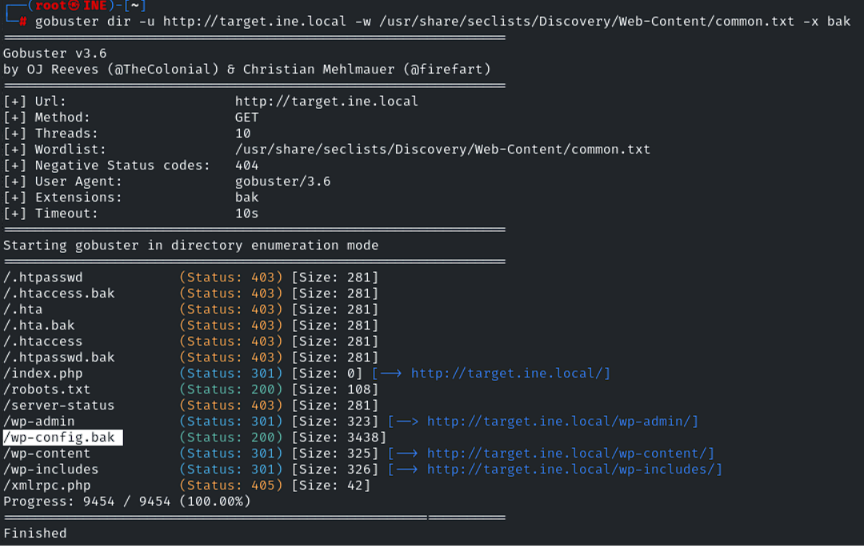 ┌──(root㉿INE)-[~]
└─# gobuster dir -u http://target.ine.local -w /usr/share/seclists/Discovery/Web-Content/common.txt -x bak
===============================================================
Gobuster v3.6
by OJ Reeves (@TheColonial) & Christian Mehlmauer (@firefart)
===============================================================
[+] Url:                     http://target.ine.local
[+] Method:                  GET
[+] Threads:                 10
[+] Wordlist:                /usr/share/seclists/Discovery/Web-Content/common.txt
[+] Negative Status codes:   404
[+] User Agent:              gobuster/3.6
[+] Extensions:              bak
[+] Timeout:                 10s
===============================================================
Starting gobuster in directory enumeration mode
===============================================================
/.htpasswd            (Status: 403) [Size: 281]
/.htaccess.bak        (Status: 403) [Size: 281]
/.hta                 (Status: 403) [Size: 281]
/.hta.bak             (Status: 403) [Size: 281]
/.htaccess            (Status: 403) [Size: 281]
/.htpasswd.bak        (Status: 403) [Size: 281]
/index.php            (Status: 301) [Size: 0] [--> http://target.ine.local/]
/robots.txt           (Status: 200) [Size: 108]
/server-status        (Status: 403) [Size: 281]
/wp-admin             (Status: 301) [Size: 323] [--> http://target.ine.local/wp-admin/]
/wp-config.bak        (Status: 200) [Size: 3438]
/wp-content           (Status: 301) [Size: 325] [--> http://target.ine.local/wp-content/]
/wp-includes          (Status: 301) [Size: 326] [--> http://target.ine.local/wp-includes/]
/xmlrpc.php           (Status: 405) [Size: 42]
Progress: 9454 / 9454 (100.00%)
===============================================================
Finished